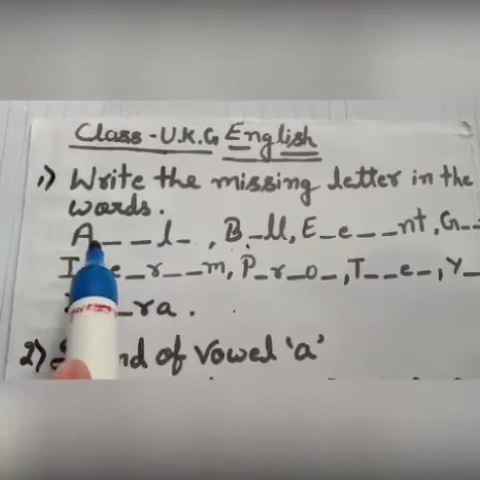 Class - U.K.G English
1) Write the missing letter in the
words.
A _ _ l _ , B _ ll, E _ e _ _ nt, G _ _
I _ e _ r _ _ m, P _ r _ o _ , T _ _ e _ , Y _
_ ra .
2) nd of vowel 'a'